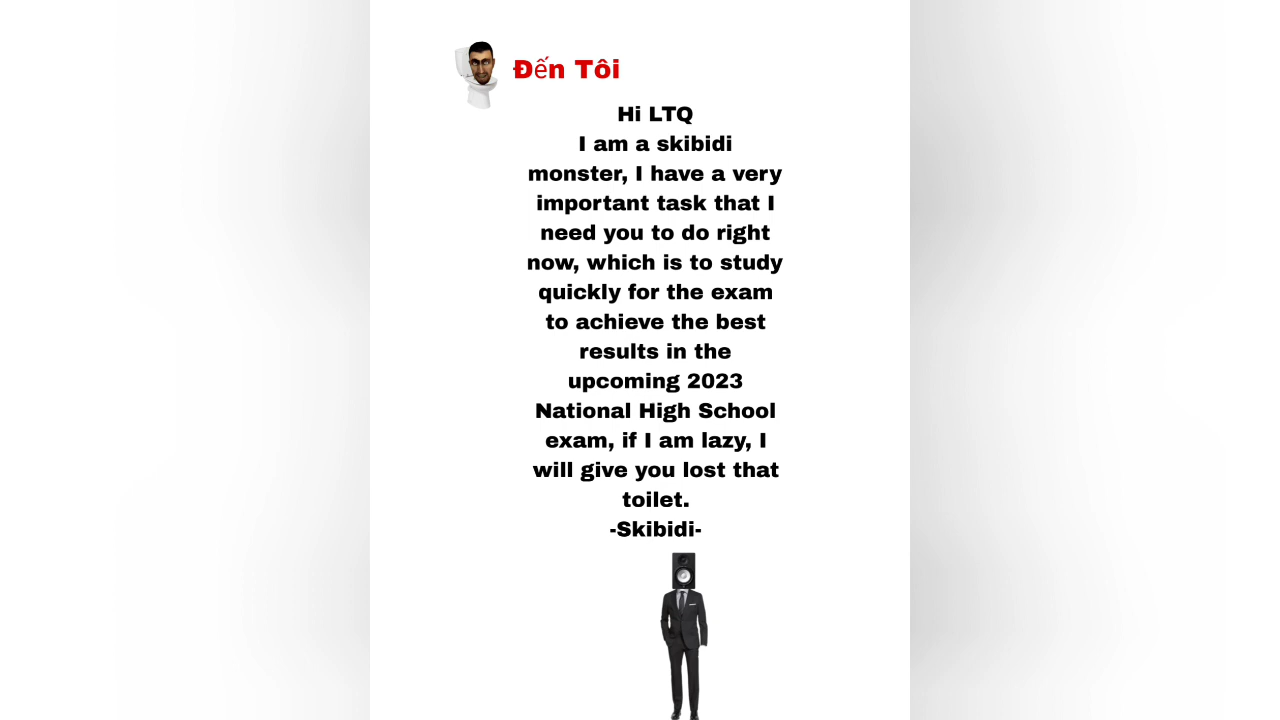 Đến Tôi
Hi LTQ
I am a skibidi
monster, I have a very
important task that I
need you to do right
now, which is to study
quickly for the exam
to achieve the best
results in the
upcoming 2023
National High School
exam, if I am lazy, I
will give you lost that
toilet.
-Skibidi-